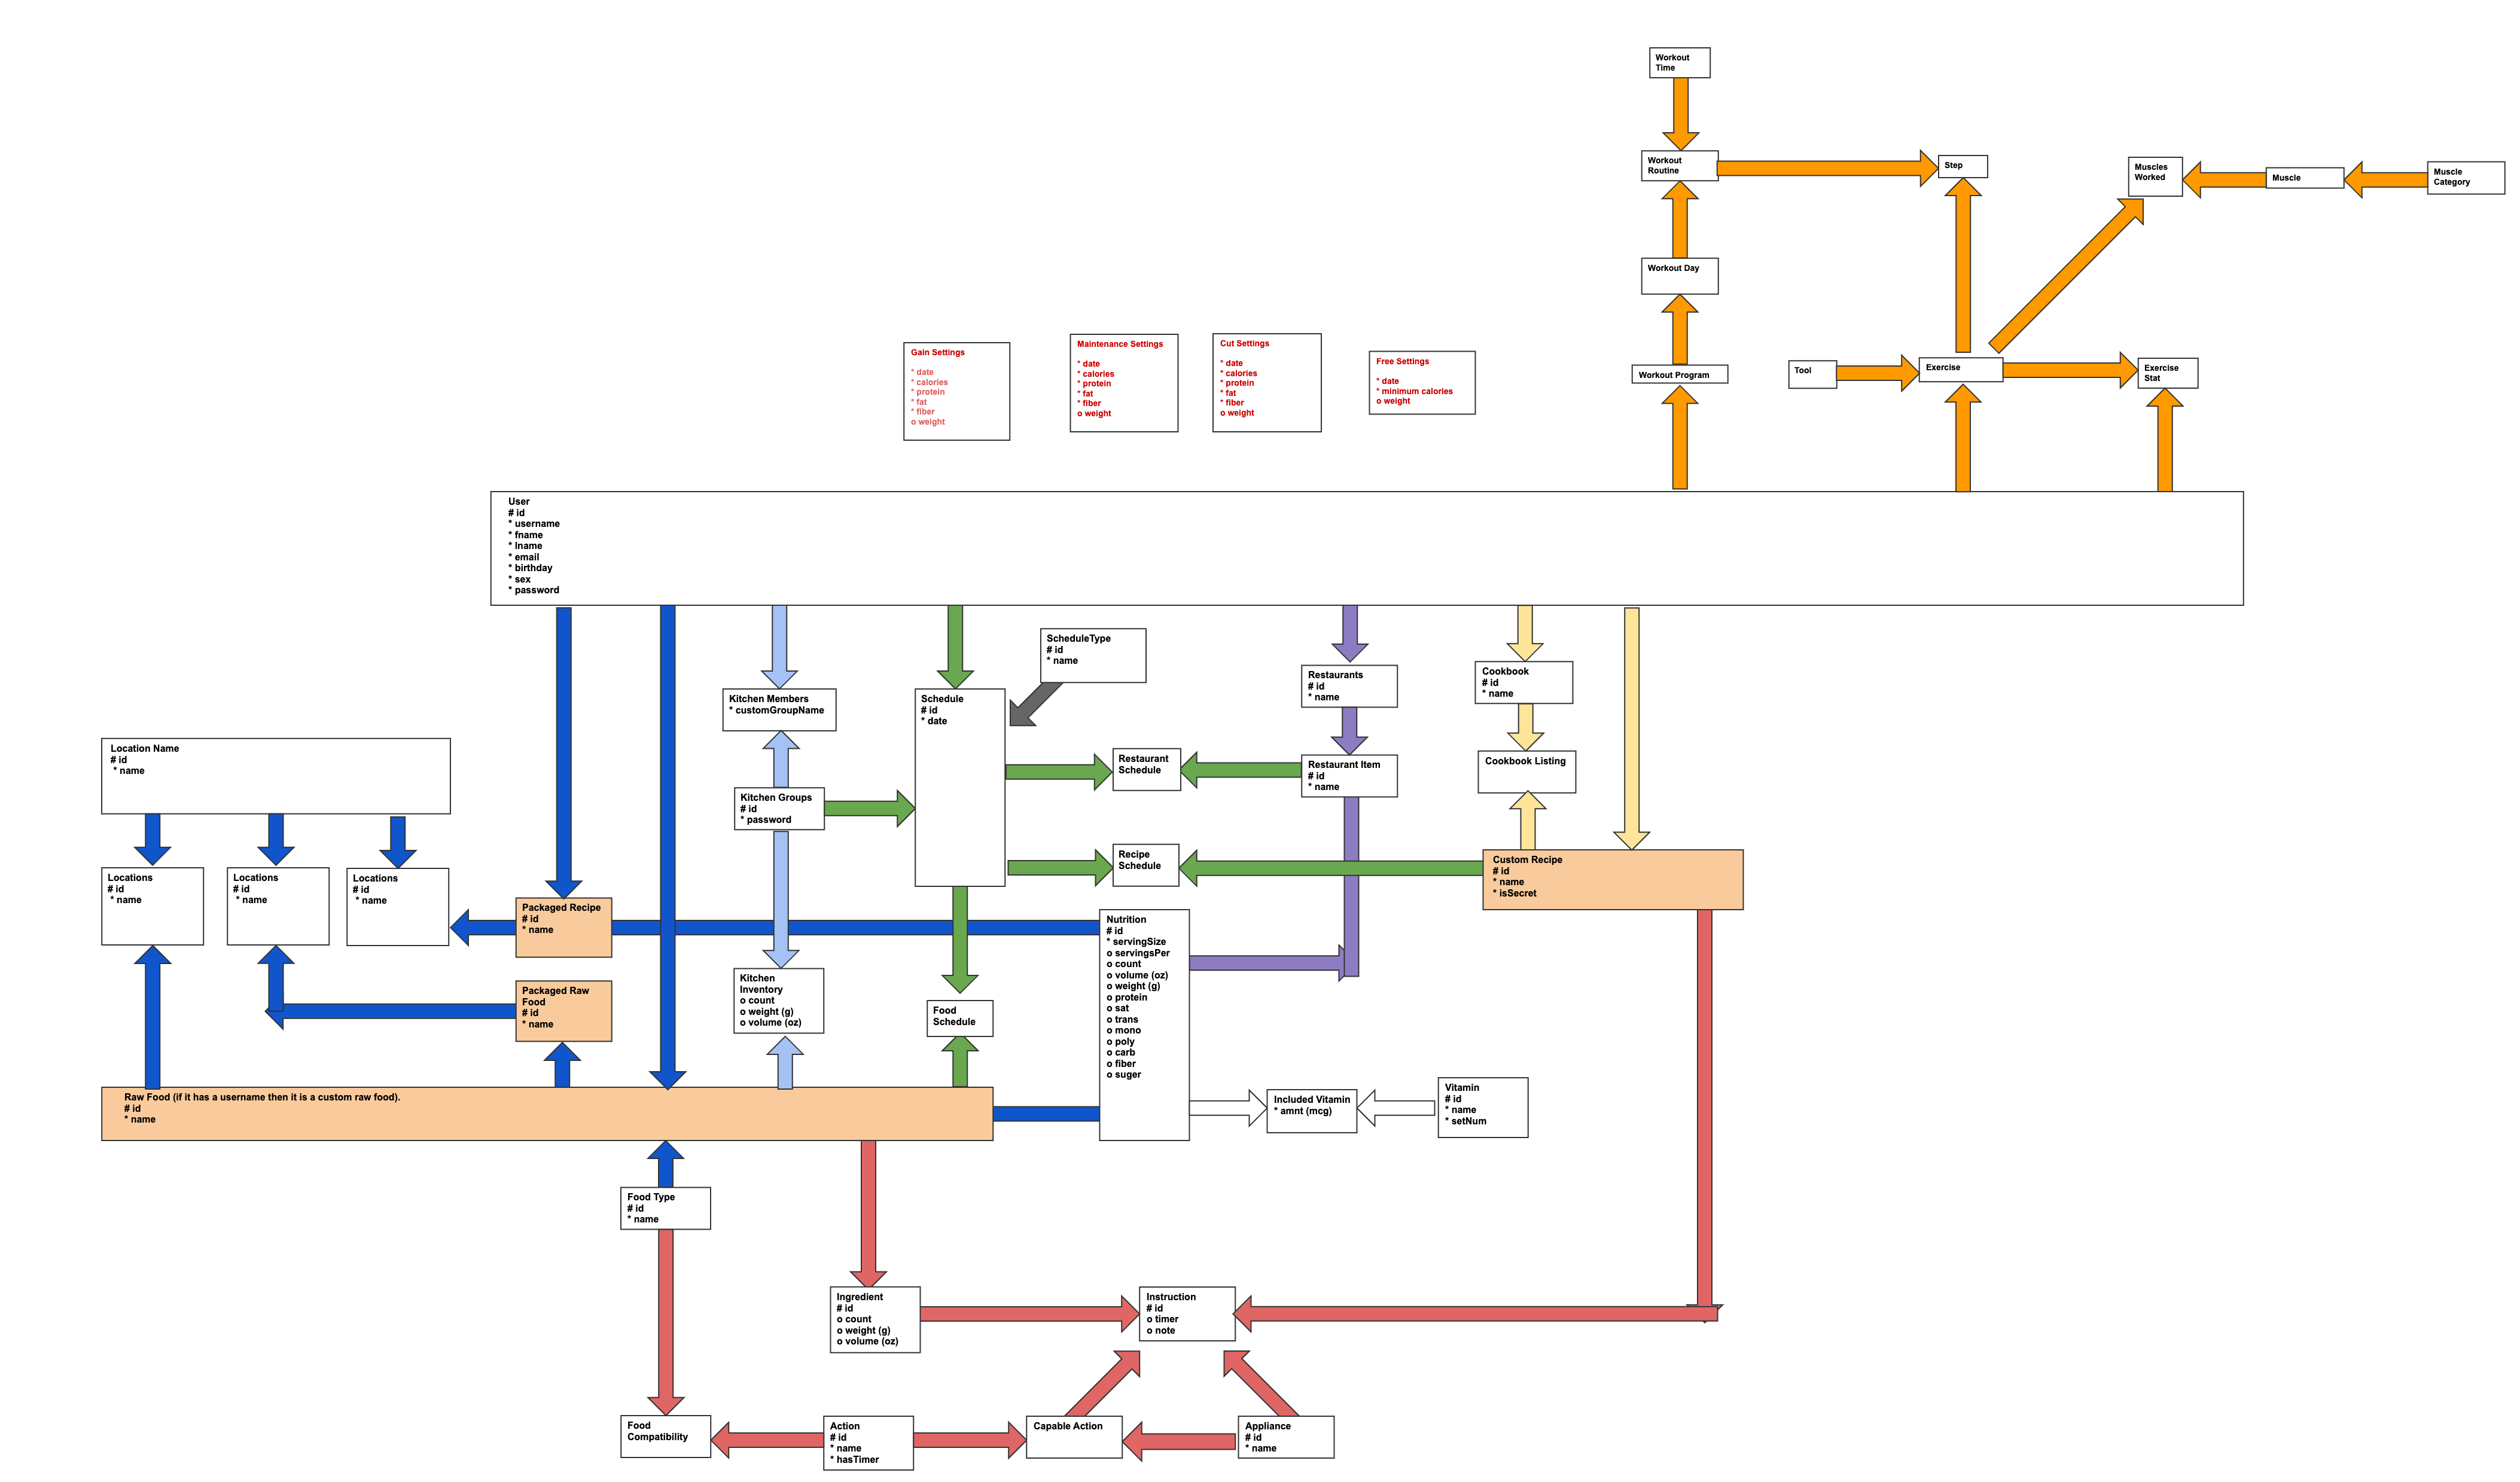 Workout
Time
Workout
Routine
Step
Muscles
Worked
Muscle
Muscle
Category
Workout Day
Workout Program
Tool
Exercise
Exercise
Stat
Gain Settings
* date
* calories
* protein
* fat
* fiber
o weight
Maintenance Settings
* date
* calories
* protein
* fat
* fiber
o weight
Cut Settings
* date
* calories
* protein
* fat
* fiber
o weight
Free Settings
* date
* minimum calories
o weight
User
# id
* username
* fname
* lname
* email
* birthday
* sex
* password
ScheduleType
# id
* name
Kitchen Members
* customGroupName
Schedule
# id
* date
Restaurants
# id
* name
Cookbook
# id
* name
Location Name
# id
* name
Restaurant
Schedule
Restaurant Item
# id
* name
Cookbook Listing
Kitchen Groups
# id
* password
Recipe
Schedule
Custom Recipe
# id
* name
* isSecret
Locations
# id
* name
Locations
# id
* name
Locations
# id
* name
Packaged Recipe
# id
* name
Nutrition
# id
* servingSize
o servingsPer
o count
o volume (oz)
o weight (g)
o protein
o sat
o trans
o mono
o poly
o carb
o fiber
o suger
Kitchen
Inventory
o count
o weight (g)
o volume (oz)
Packaged Raw
Food
# id
* name
Food
Schedule
Raw Food (if it has a username then it is a custom raw food).
# id
* name
Included Vitamin
* amnt (mcg)
Vitamin
# id
* name
* setNum
Food Type
# id
* name
Ingredient
# id
o count
o weight (g)
o volume (oz)
Instruction
# id
o timer
o note
Food
Compatibility
Action
# id
* name
* hasTimer
Capable Action
Appliance
# id
* name